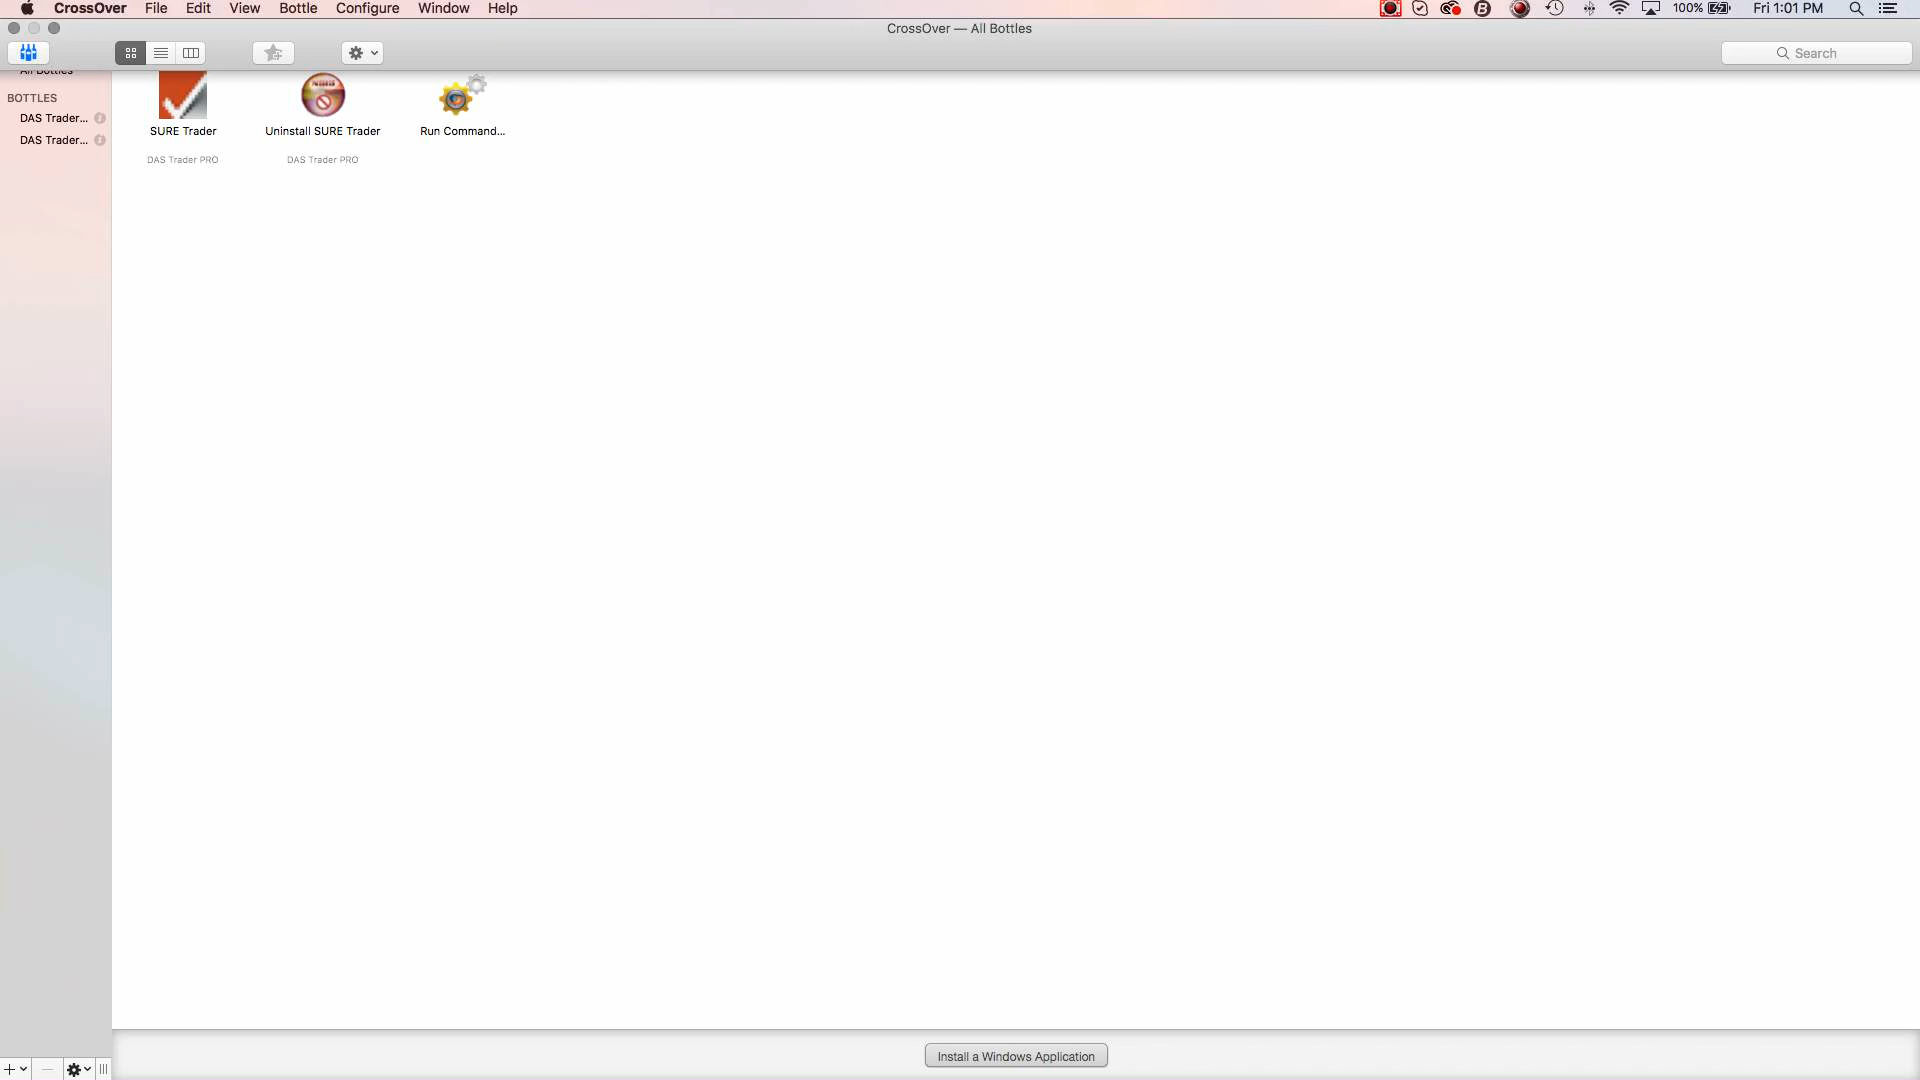 CrossOver File Edit View Bottle Configure Window Help 100% Fri 1:01 PM
CrossOver — All Bottles
Search
All Bottles
BOTTLES
DAS Trader...
DAS Trader...
SURE Trader
DAS Trader PRO
Uninstall SURE Trader
DAS Trader PRO
Run Command...
Install a Windows Application